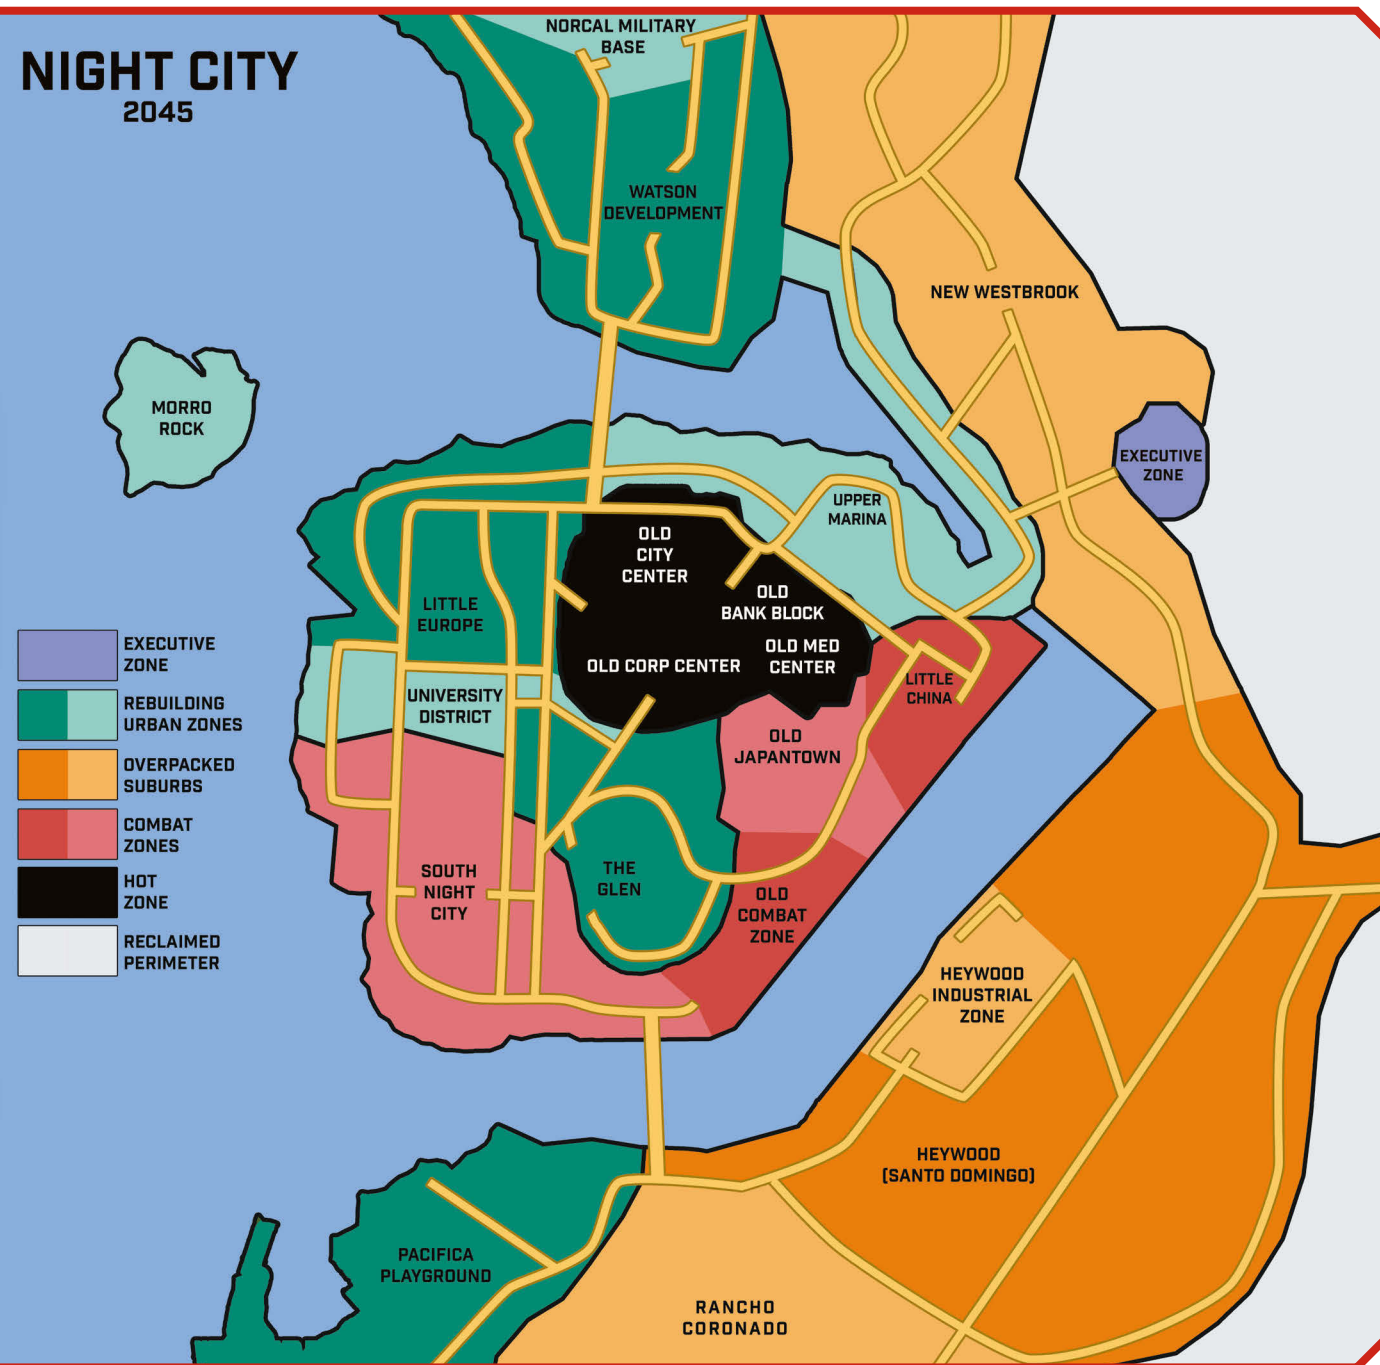 NORCAL MILITARY
BASE
NIGHT CITY
2045
WATSON
DEVELOPMENT
NEW WESTBROOK
MORRO
ROCK
EXECUTIVE
ZONE
UPPER
MARINA
OLD
CITY
CENTER
OLD
BANK BLOCK
LITTLE
EUROPE
OLD MED
CENTER
OLD CORP CENTER
LITTLE
CHINA
UNIVERSITY
DISTRICT
OLD
JAPANTOWN
EXECUTIVE
ZONE
REBUILDING
URBAN ZONES
OVERPACKED
SUBURBS
COMBAT
ZONES
HOT
ZONE
RECLAIMED
PERIMETER
SOUTH
NIGHT
CITY
THE
GLEN
OLD
COMBAT
ZONE
HEYWOOD
INDUSTRIAL
ZONE
HEYWOOD
(SANTO DOMINGO)
PACIFICA
PLAYGROUND
RANCHO
CORONADO